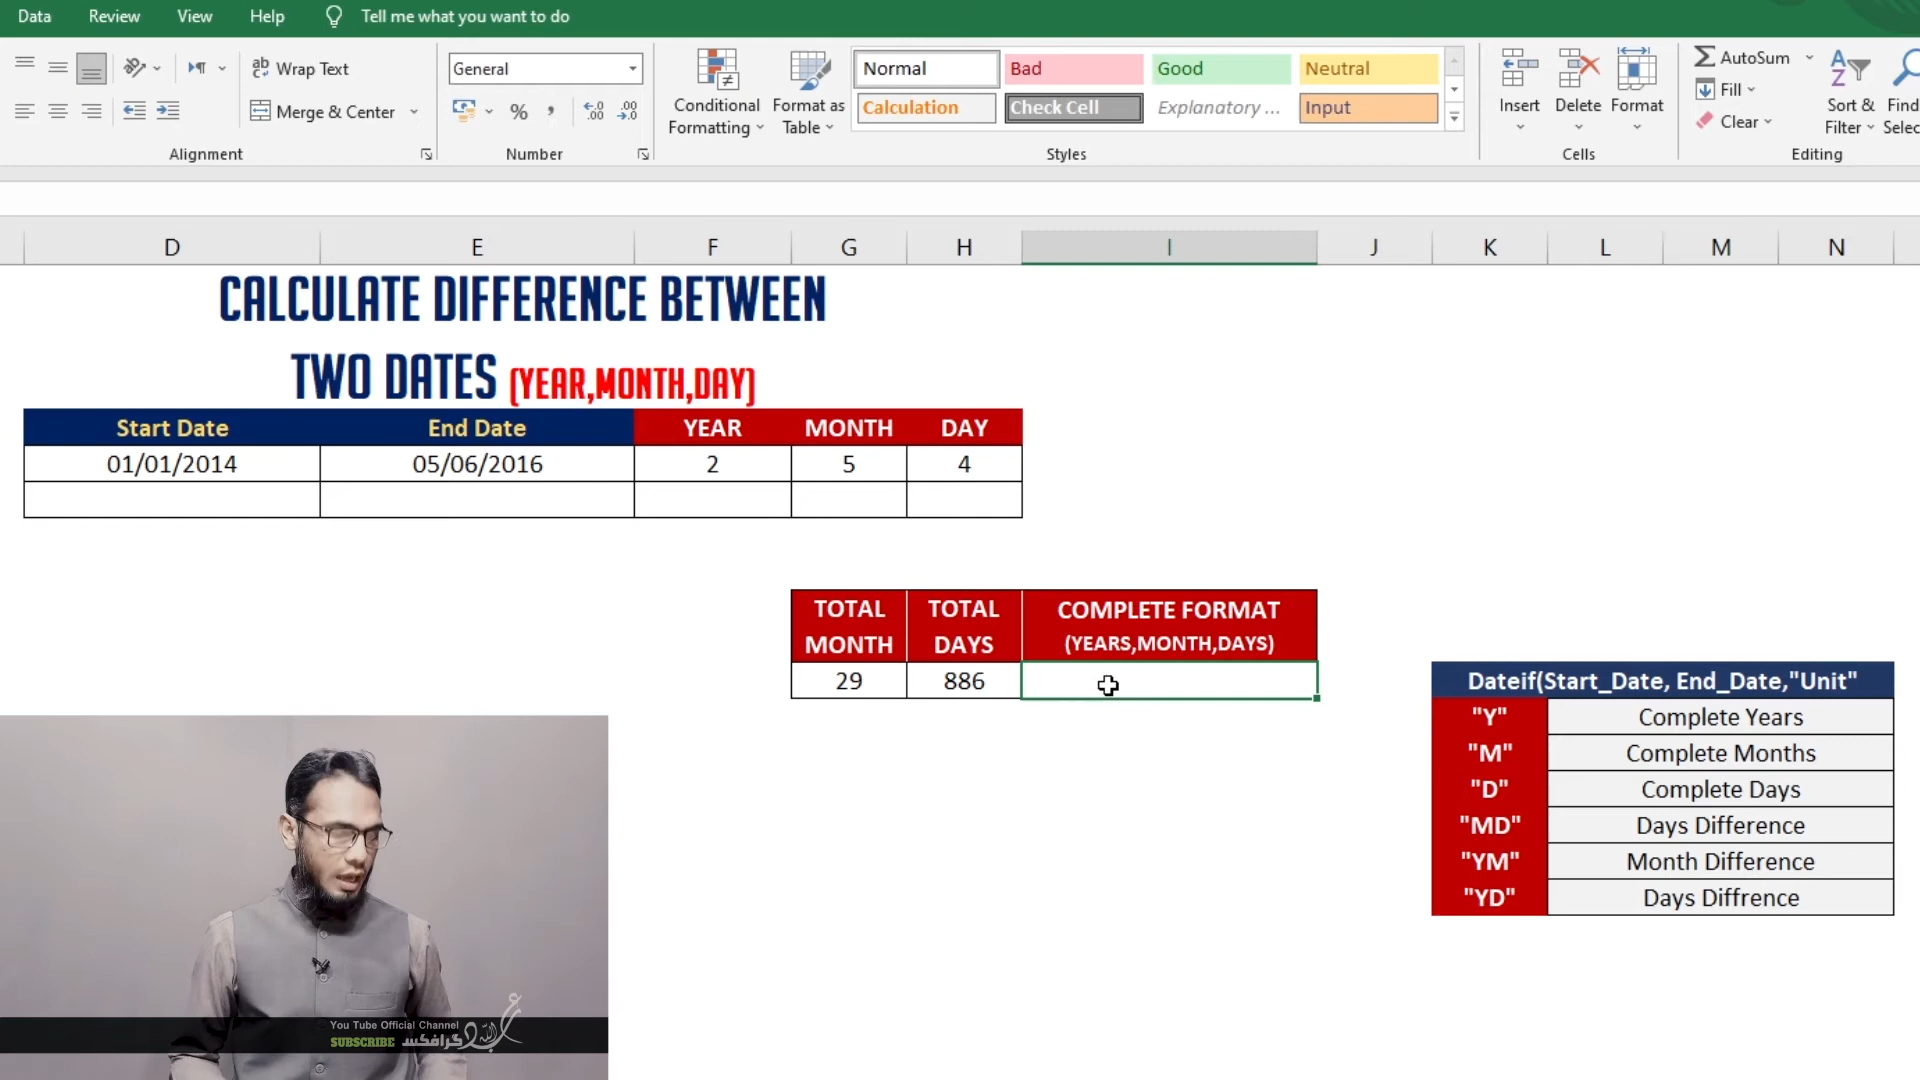 Data Review View Help Tell me what you want to do
Wrap Text General Normal Bad Good Neutral AutoSum
Merge & Center % , Conditional Formatting Format as Table Calculation Check Cell Explanatory ... Input Insert Delete Format Fill Clear Sort & Filter Find Selec
Alignment Number Styles Cells Editing
D E F G H I J K L M N
CALCULATE DIFFERENCE BETWEEN
TWO DATES (YEAR,MONTH,DAY)
Start Date End Date YEAR MONTH DAY
01/01/2014 05/06/2016 2 5 4
TOTAL MONTH TOTAL DAYS COMPLETE FORMAT (YEARS,MONTH,DAYS)
29 886
Dateif(Start_Date, End_Date,"Unit"
"Y" Complete Years
"M" Complete Months
"D" Complete Days
"MD" Days Difference
"YM" Month Difference
"YD" Days Diffrence
You Tube Official Channel
SUBSCRIBE گرافکس